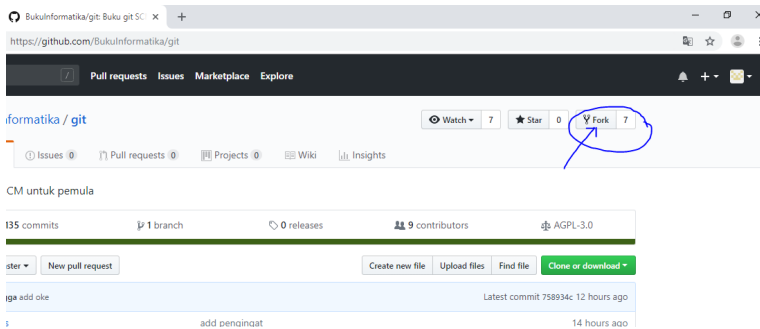 BukuInformatika/git: Buku git SC
https://github.com/BukuInformatika/git
/ Pull requests Issues Marketplace Explore
nformatika / git
Watch 7 Star 0 Fork 7
Issues 0 Pull requests 0 Projects 0 Wiki Insights
CM untuk pemula
135 commits 1 branch 0 releases 9 contributors AGPL-3.0
ster New pull request Create new file Upload files Find file Clone or download
gga add oke Latest commit 758934c 12 hours ago
s add pengingat 14 hours ago